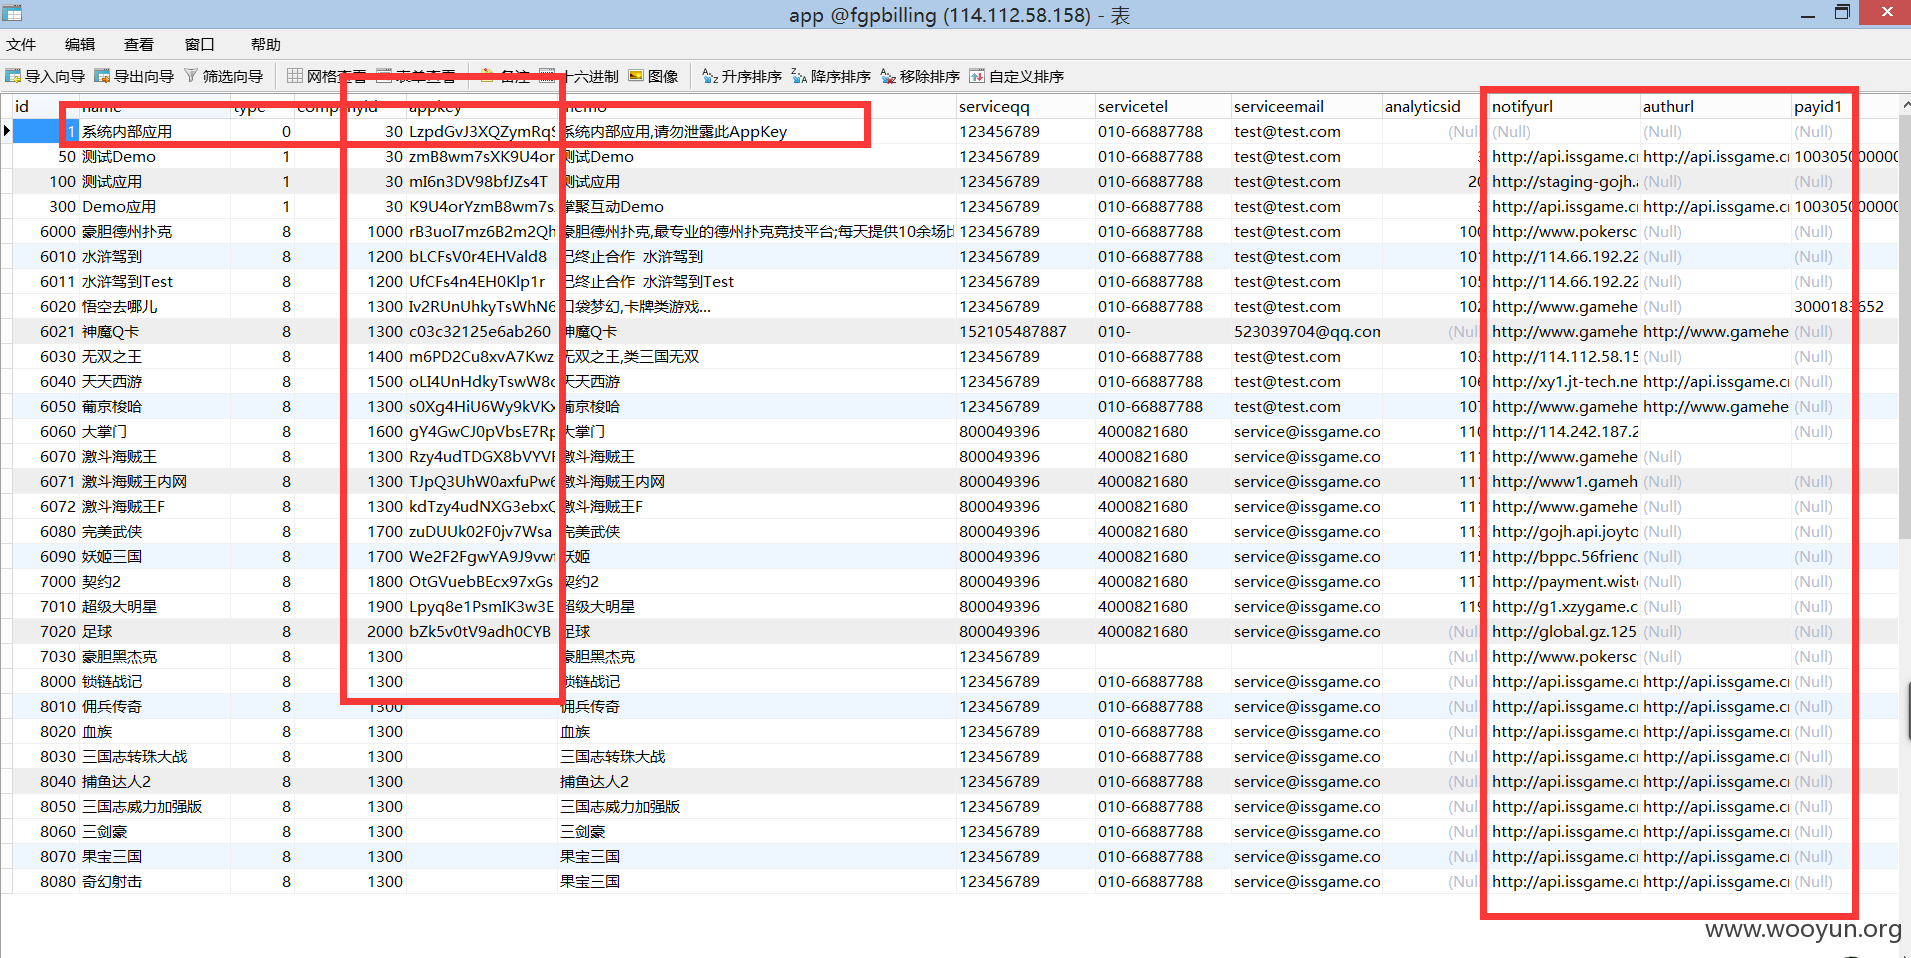 app @fgpbilling (114.112.58.158) - 表
文件 编辑 查看 窗口 帮助
导入向导 导出向导 筛选向导 网格查看 表单查看 备注 十六进制 图像 升序排序 降序排序 移除排序 自定义排序
id name type companyid appkey memo serviceqq servicetel serviceemail analyticsid notifyurl authurl payid1
1 系统内部应用 0 30 LzpdGvJ3XQZymRqS 系统内部应用,请勿泄露此AppKey 123456789 010-66887788 test@test.com (Null (Null) (Null) (Null)
50 测试Demo 1 30 zmB8wm7sXK9U4or 测试Demo 123456789 010-66887788 test@test.com http://api.issgame.c http://api.issgame.c 100305000000
100 测试应用 1 30 mI6n3DV98bfJZs4T 测试应用 123456789 010-66887788 test@test.com 20 http://staging-gojh. (Null) (Null)
300 Demo应用 1 30 K9U4orYzmB8wm7s 掌聚互动Demo 123456789 010-66887788 test@test.com http://api.issgame.c http://api.issgame.c 100305000000
6000 豪胆德州扑克 8 1000 rB3uoI7mz6B2m2Qh 豪胆德州扑克,最专业的德州扑克竞技平台;每天提供10余场比 123456789 010-66887788 test@test.com 100 http://www.pokersc (Null) (Null)
6010 水浒驾到 8 1200 bLCFsV0r4EHVald8 已终止合作 水浒驾到 123456789 010-66887788 test@test.com 101 http://114.66.192.22 (Null) (Null)
6011 水浒驾到Test 8 1200 UfCFs4n4EH0Klp1r 已终止合作 水浒驾到Test 123456789 010-66887788 test@test.com 105 http://114.66.192.22 (Null) (Null)
6020 悟空去哪儿 8 1300 Iv2RUnUhkyTsWhN6 口袋梦幻,卡牌类游戏... 123456789 010-66887788 test@test.com 102 http://www.gamehe (Null) 3000183652
6021 神魔Q卡 8 1300 c03c32125e6ab260 神魔Q卡 152105487887 010- 523039704@qq.com (Null http://www.gamehe http://www.gamehe (Null)
6030 无双之王 8 1400 m6PD2Cu8xvA7Kwz 无双之王,类三国无双 123456789 010-66887788 test@test.com 103 http://114.112.58.15 (Null) (Null)
6040 天天西游 8 1500 oLI4UnHdkyTswW8c 天天西游 123456789 010-66887788 test@test.com 106 http://xy1.jt-tech.ne http://api.issgame.c (Null)
6050 葡京梭哈 8 1300 s0Xg4HiU6Wy9kVKx 葡京梭哈 123456789 010-66887788 test@test.com 107 http://www.gamehe http://www.gamehe (Null)
6060 大掌门 8 1600 gY4GwCJ0pVbsE7Rp 大掌门 800049396 4000821680 service@issgame.co 110 http://114.242.187.2 (Null)
6070 激斗海贼王 8 1300 Rzy4udTDGX8bVYVF 激斗海贼王 800049396 4000821680 service@issgame.co 11 http://www.gamehe (Null)
6071 激斗海贼王内网 8 1300 TJpQ3UhW0axfuPw6 激斗海贼王内网 800049396 4000821680 service@issgame.co 11 http://www1.gameh (Null) (Null)
6072 激斗海贼王F 8 1300 kdTzy4udNXG3ebxC 激斗海贼王F 800049396 4000821680 service@issgame.co 11 http://www.gamehe (Null) (Null)
6080 完美武侠 8 1700 zuDUUk02F0jv7Wsa 完美武侠 800049396 4000821680 service@issgame.co 113 http://gojh.api.joyto (Null) (Null)
6090 妖姬三国 8 1700 We2F2FgwYA9J9vw 妖姬 800049396 4000821680 service@issgame.co 115 http://bppc.56frienc (Null) (Null)
7000 契约2 8 1800 OtGVuebBEcx97xGs 契约2 800049396 4000821680 service@issgame.co 117 http://payment.wist (Null) (Null)
7010 超级大明星 8 1900 Lpyq8e1PsmIK3w3E 超级大明星 800049396 4000821680 service@issgame.co 119 http://g1.xzygame.c (Null) (Null)
7020 足球 8 2000 bZk5v0tV9adh0CYB 足球 800049396 4000821680 service@issgame.co (Null http://global.gz.125 (Null) (Null)
7030 豪胆黑杰克 8 1300 豪胆黑杰克 123456789 (Null http://www.pokersc (Null) (Null)
8000 锁链战记 8 1300 锁链战记 123456789 010-66887788 service@issgame.co (Null http://api.issgame.c http://api.issgame.c (Null)
8010 佣兵传奇 8 1300 佣兵传奇 123456789 010-66887788 service@issgame.co (Null http://api.issgame.c http://api.issgame.c (Null)
8020 血族 8 1300 血族 123456789 010-66887788 service@issgame.co (Null http://api.issgame.c http://api.issgame.c (Null)
8030 三国志转珠大战 8 1300 三国志转珠大战 123456789 010-66887788 service@issgame.co (Null http://api.issgame.c http://api.issgame.c (Null)
8040 捕鱼达人2 8 1300 捕鱼达人2 123456789 010-66887788 service@issgame.co (Null http://api.issgame.c http://api.issgame.c (Null)
8050 三国志威力加强版 8 1300 三国志威力加强版 123456789 010-66887788 service@issgame.co (Null http://api.issgame.c http://api.issgame.c (Null)
8060 三剑豪 8 1300 三剑豪 123456789 010-66887788 service@issgame.co (Null http://api.issgame.c http://api.issgame.c (Null)
8070 果宝三国 8 1300 果宝三国 123456789 010-66887788 service@issgame.co (Null http://api.issgame.c http://api.issgame.c (Null)
8080 奇幻射击 8 1300 果宝三国 123456789 010-66887788 service@issgame.co (Null http://api.issgame.c http://api.issgame.c (Null)
www.wooyun.org